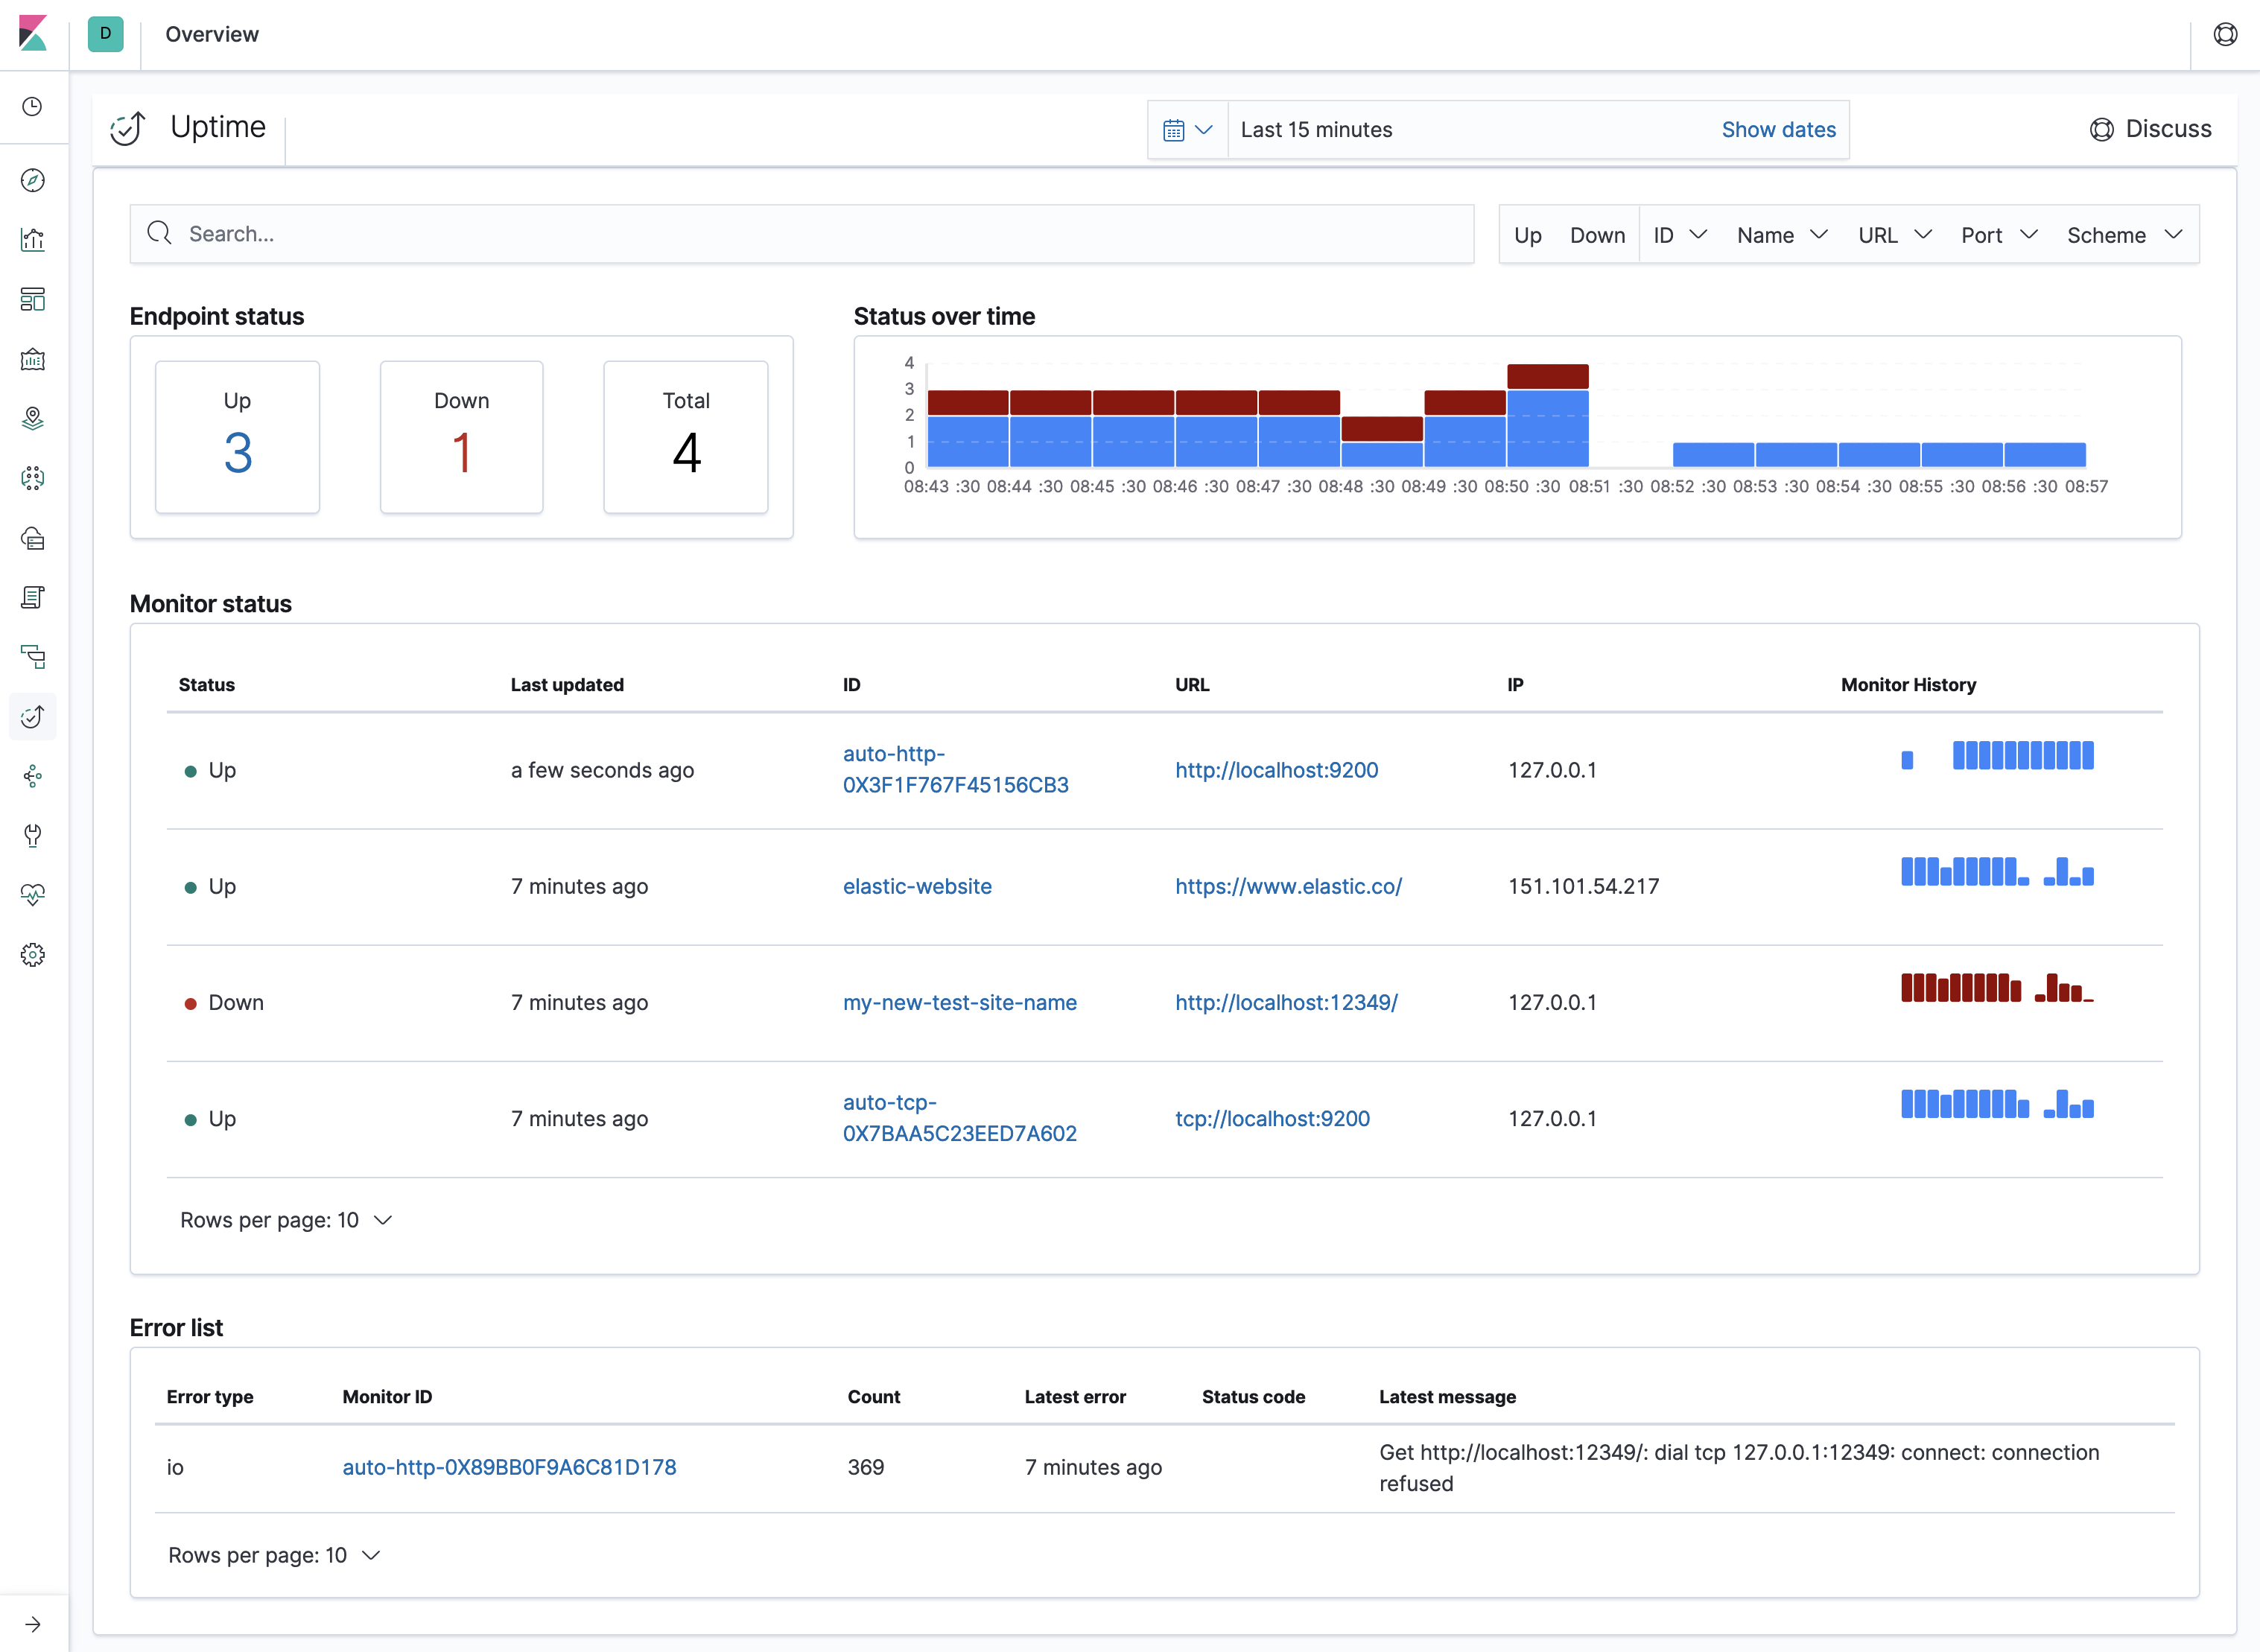 D
Overview
Uptime
Last 15 minutes
Show dates
Discuss
Search...
Up Down ID Name URL Port Scheme
Endpoint status
Up
3
Down
1
Total
4
Status over time
4
3
2
1
0
08:43 :30 08:44 :30 08:45 :30 08:46 :30 08:47 :30 08:48 :30 08:49 :30 08:50 :30 08:51 :30 08:52 :30 08:53 :30 08:54 :30 08:55 :30 08:56 :30 08:57
Monitor status
Status Last updated ID URL IP Monitor History
Up a few seconds ago auto-http-
0X3F1F767F45156CB3 http://localhost:9200 127.0.0.1
Up 7 minutes ago elastic-website https://www.elastic.co/ 151.101.54.217
Down 7 minutes ago my-new-test-site-name http://localhost:12349/ 127.0.0.1
Up 7 minutes ago auto-tcp-
0X7BAA5C23EED7A602 tcp://localhost:9200 127.0.0.1
Rows per page: 10
Error list
Error type Monitor ID Count Latest error Status code Latest message
io auto-http-0X89BB0F9A6C81D178 369 7 minutes ago Get http://localhost:12349/: dial tcp 127.0.0.1:12349: connect: connection
refused
Rows per page: 10